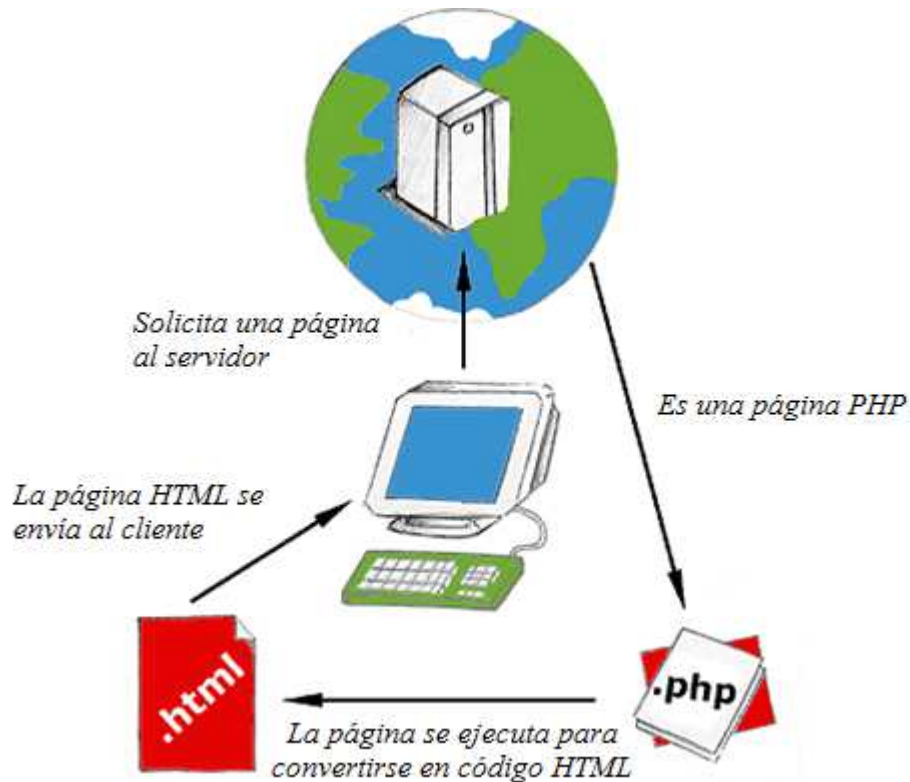 Solicita una página
al servidor
Es una página PHP
La página HTML se
envía al cliente
.html
.php
La página se ejecuta para
convertirse en código HTML